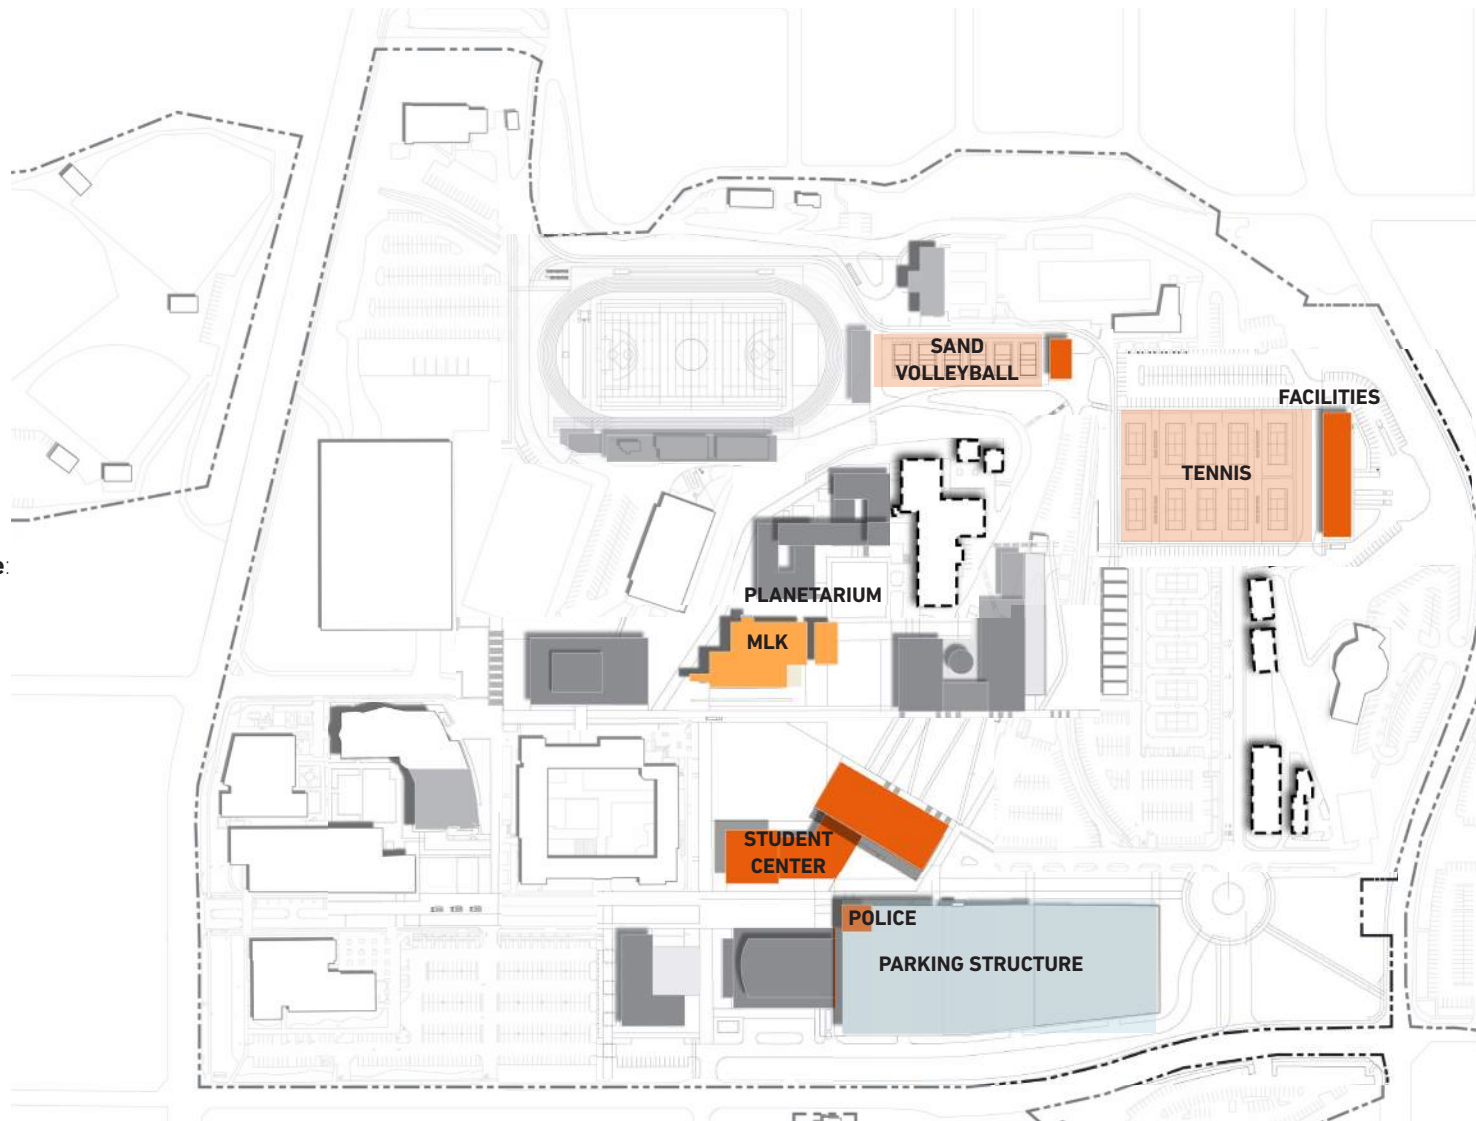 SAND
VOLLEYBALL
FACILITIES
TENNIS
e:
PLANETARIUM
MLK
STUDENT
CENTER
POLICE
PARKING STRUCTURE